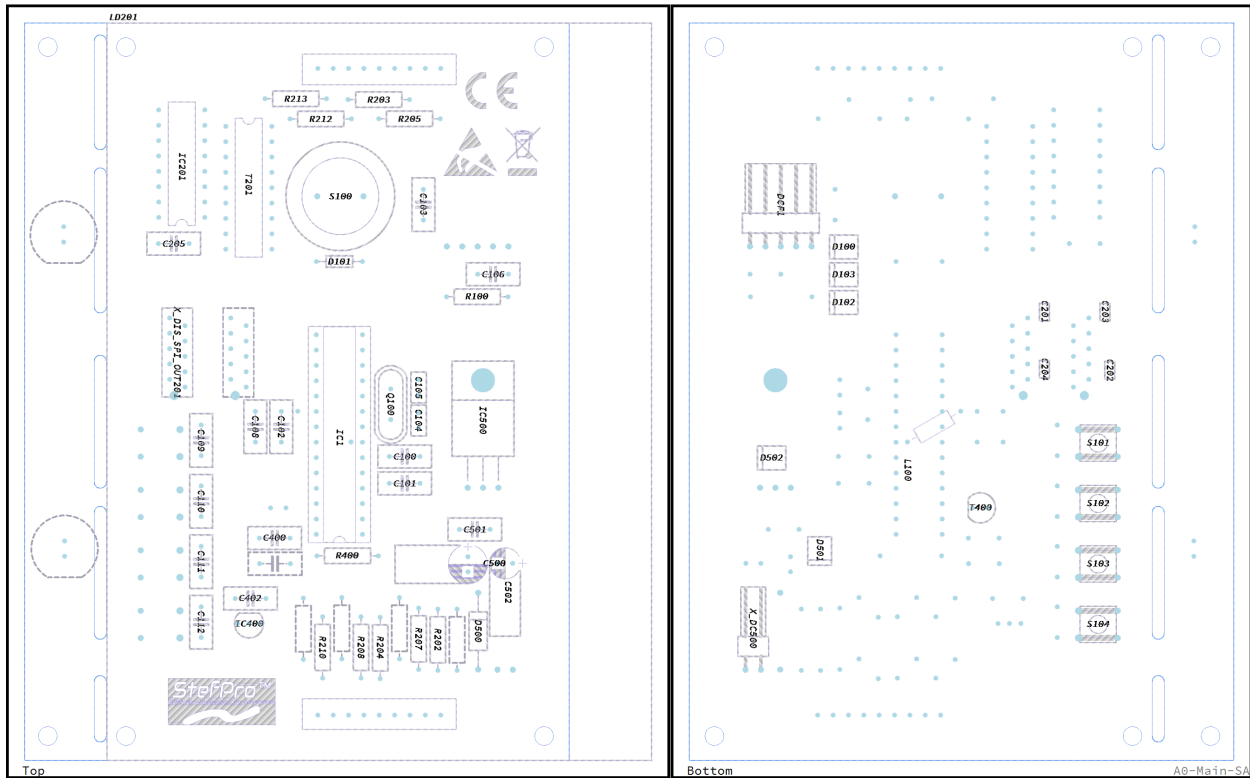 LD201
R213
R203
R212
R205
IC201
T201
S100
C103
C205
D101
C106
R100
X_DIS_SPI_OUT201
C105
Q100
C104
IC500
C108
C102
IC1
C109
C100
C101
C110
C501
C400
R400
C500
C111
C502
C402
IC400
C112
R210
R208
R204
R207
R202
D500
StefPro™
Top
DCF1
D100
D103
D102
C201
C203
C204
C202
S101
D502
L100
S102
T400
D501
S103
X_DC500
S104
Bottom
A0-Main-SA